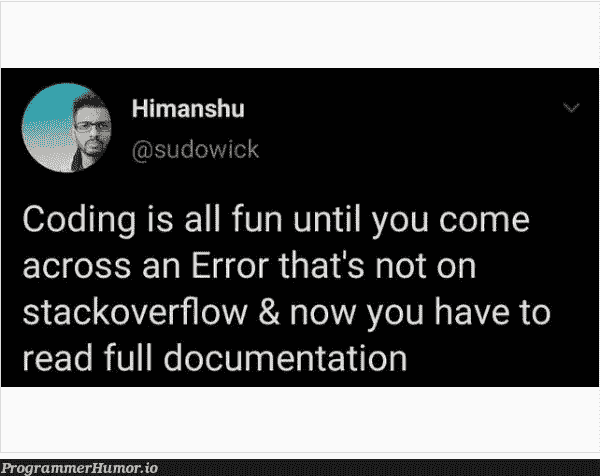 Himanshu
@sudowick
Coding is all fun until you come
across an Error that's not on
stackoverflow & now you have to
read full documentation
ProgrammerHumor.io